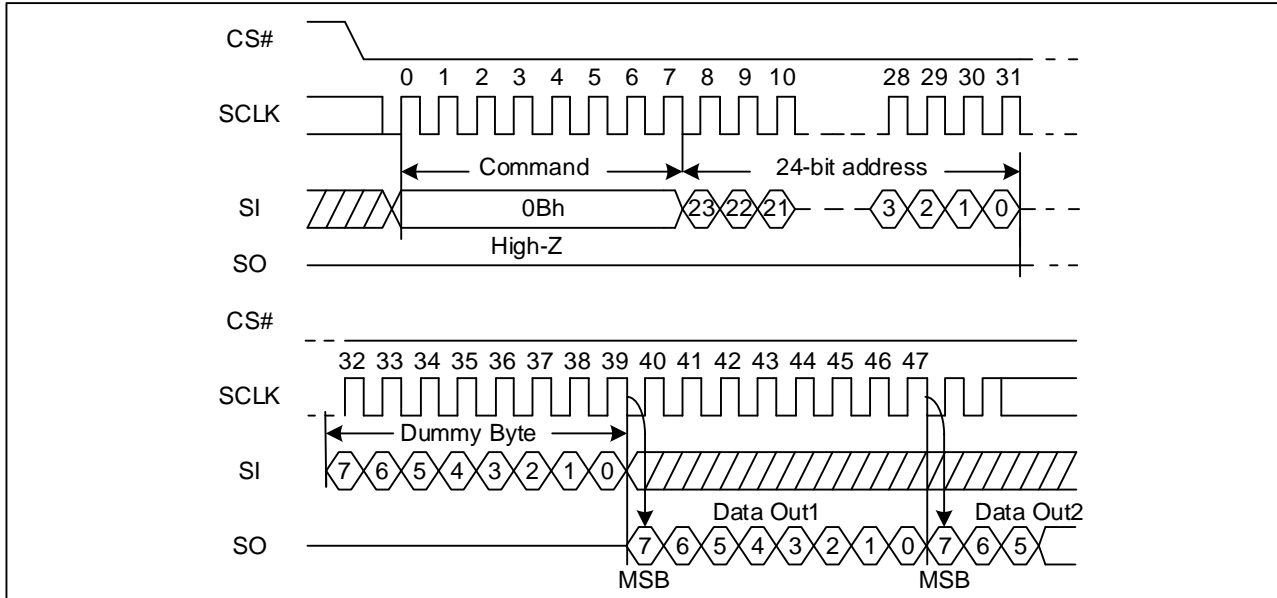 CS#
0 1 2 3 4 5 6 7 8 9 10 28 29 30 31
SCLK
Command 24-bit address
SI 0Bh 23 22 21 3 2 1 0
High-Z
SO
CS#
32 33 34 35 36 37 38 39 40 41 42 43 44 45 46 47
SCLK
Dummy Byte
SI 7 6 5 4 3 2 1 0
Data Out1 Data Out2
SO 7 6 5 4 3 2 1 0 7 6 5
MSB MSB